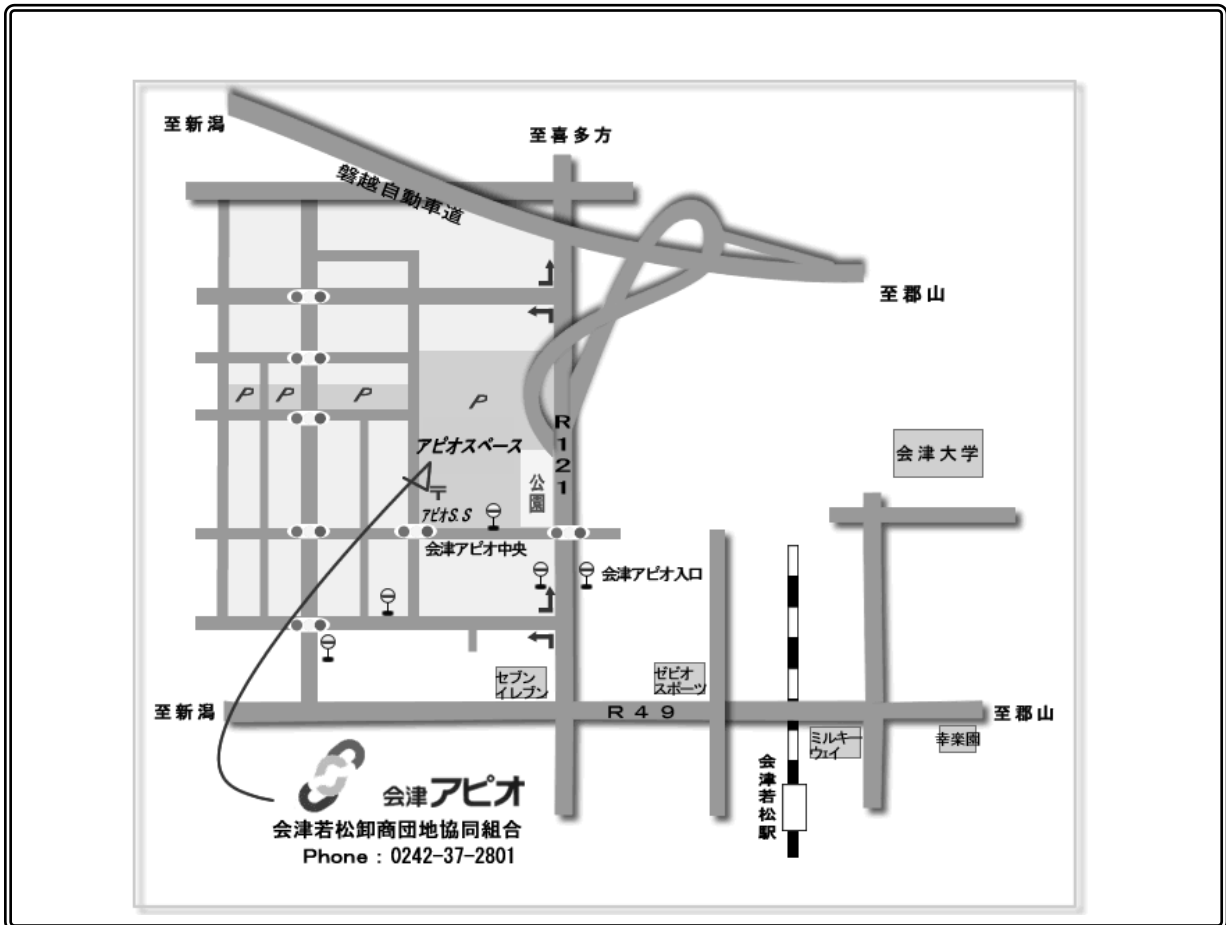 至新潟
至喜多方
磐越自動車道
至郡山
P
P
P
P
R121
アピオスペース
公園
会津大学
〒
アピオS.S
会津アピオ中央
会津アピオ入口
セブン
イレブン
ゼビオ
スポーツ
至新潟
R49
至郡山
ミルキー
ウェイ
幸楽園
会津若松駅
会津アピオ
会津若松卸商団地協同組合
Phone : 0242-37-2801